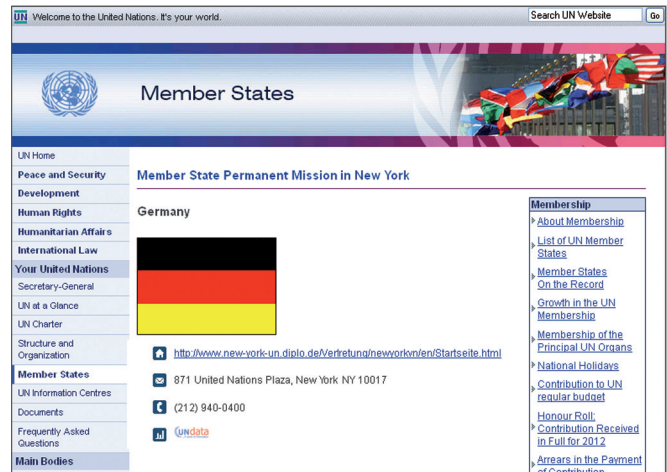 UN Welcome to the United Nations. It's your world.
Search UN Website Go
Member States
UN Home
Peace and Security
Development
Human Rights
Humanitarian Affairs
International Law
Your United Nations
Secretary-General
UN at a Glance
UN Charter
Structure and
Organization
Member States
UN Information Centres
Documents
Frequently Asked
Questions
Main Bodies
Member State Permanent Mission in New York
Germany
http://www.new-york-un.diplo.de/Vertretung/newyorkvn/en/Startseite.html
871 United Nations Plaza, New York NY 10017
(212) 940-0400
undata
Membership
About Membership
List of UN Member
States
Member States
On the Record
Growth in the UN
Membership
Membership of the
Principal UN Organs
National Holidays
Contribution to UN
regular budget
Honour Roll:
Contribution Received
in Full for 2012
Arrears in the Payment
of Contribution